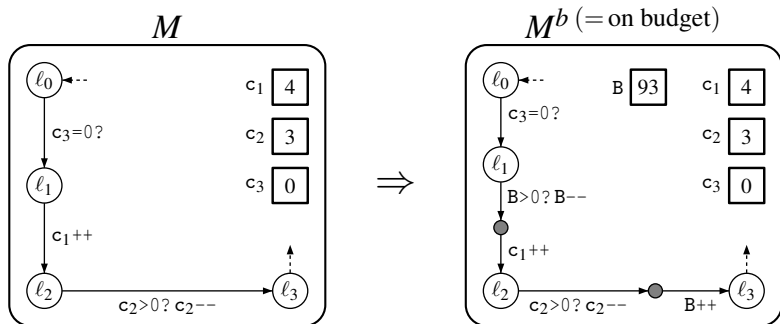 M
ℓ0
c1 4
c3=0?
c2 3
c3 0
ℓ1
c1++
ℓ2
c2>0? c2--
ℓ3
⇒
M^b (= on budget)
ℓ0
B 93
c1 4
c3=0?
c2 3
ℓ1
c3 0
B>0? B--
c1++
ℓ2
c2>0? c2--
B++
ℓ3